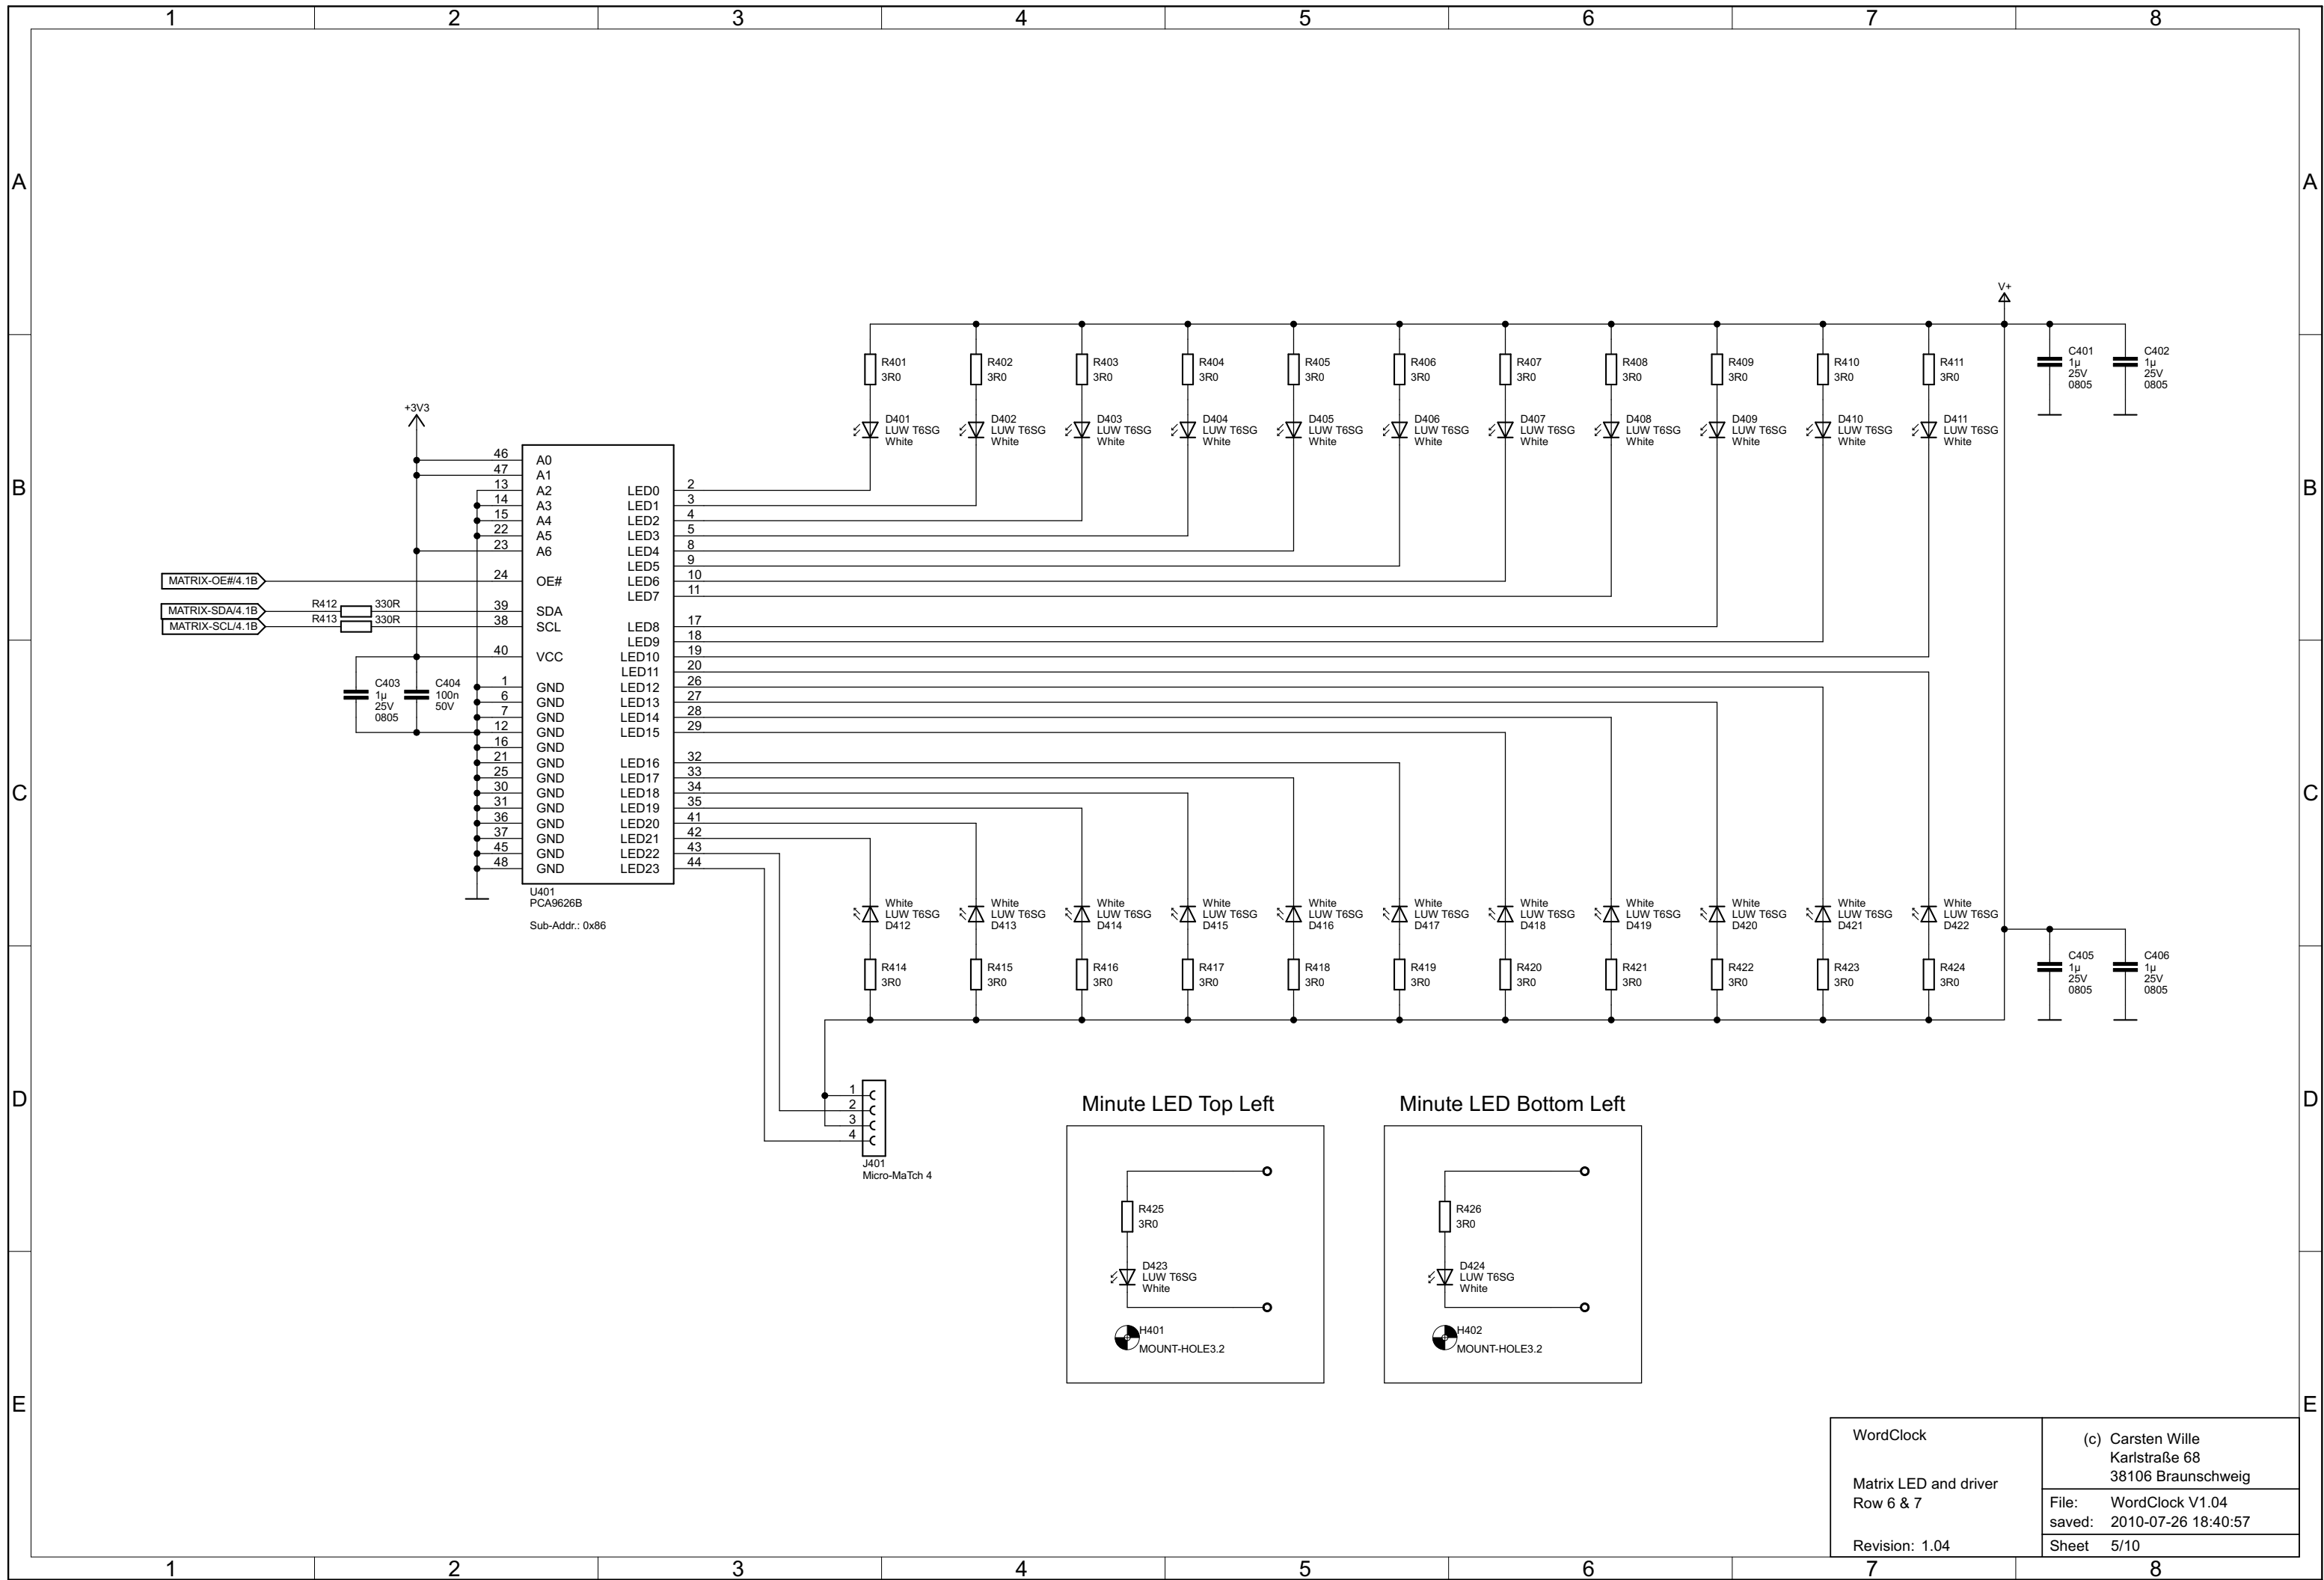 1 2 3 4 5 6 7 8
A A
V+
R401 R402 R403 R404 R405 R406 R407 R408 R409 R410 R411
3R0 3R0 3R0 3R0 3R0 3R0 3R0 3R0 3R0 3R0 3R0
C401 C402
1µ 1µ
25V 25V
0805 0805
D401 D402 D403 D404 D405 D406 D407 D408 D409 D410 D411
LUW T6SG LUW T6SG LUW T6SG LUW T6SG LUW T6SG LUW T6SG LUW T6SG LUW T6SG LUW T6SG LUW T6SG LUW T6SG
White White White White White White White White White White White
+3V3
B B
46 A0
47 A1
13 A2 LED0 2
14 A3 LED1 3
15 A4 LED2 4
22 A5 LED3 5
23 A6 LED4 8
LED5 9
MATRIX-OE#/4.1B 24 OE# LED6 10
LED7 11
MATRIX-SDA/4.1B R412 330R 39 SDA
MATRIX-SCL/4.1B R413 330R 38 SCL LED8 17
LED9 18
40 VCC LED10 19
LED11 20
C403 C404
1µ 100n
25V 50V
0805
1 GND LED12 26
6 GND LED13 27
7 GND LED14 28
12 GND LED15 29
16 GND
21 GND LED16 32
25 GND LED17 33
30 GND LED18 34
31 GND LED19 35
36 GND LED20 41
37 GND LED21 42
45 GND LED22 43
48 GND LED23 44
C C
U401
PCA9626B
Sub-Addr.: 0x86
White White White White White White White White White White White
LUW T6SG LUW T6SG LUW T6SG LUW T6SG LUW T6SG LUW T6SG LUW T6SG LUW T6SG LUW T6SG LUW T6SG LUW T6SG
D412 D413 D414 D415 D416 D417 D418 D419 D420 D421 D422
R414 R415 R416 R417 R418 R419 R420 R421 R422 R423 R424
3R0 3R0 3R0 3R0 3R0 3R0 3R0 3R0 3R0 3R0 3R0
C405 C406
1µ 1µ
25V 25V
0805 0805
D D
1
2
3
4
J401
Micro-MaTch 4
Minute LED Top Left
R425
3R0
D423
LUW T6SG
White
H401
MOUNT-HOLE3.2
Minute LED Bottom Left
R426
3R0
D424
LUW T6SG
White
H402
MOUNT-HOLE3.2
E E
WordClock
Matrix LED and driver
Row 6 & 7
Revision: 1.04
(c) Carsten Wille
Karlstraße 68
38106 Braunschweig
File: WordClock V1.04
saved: 2010-07-26 18:40:57
Sheet 5/10
1 2 3 4 5 6 7 8